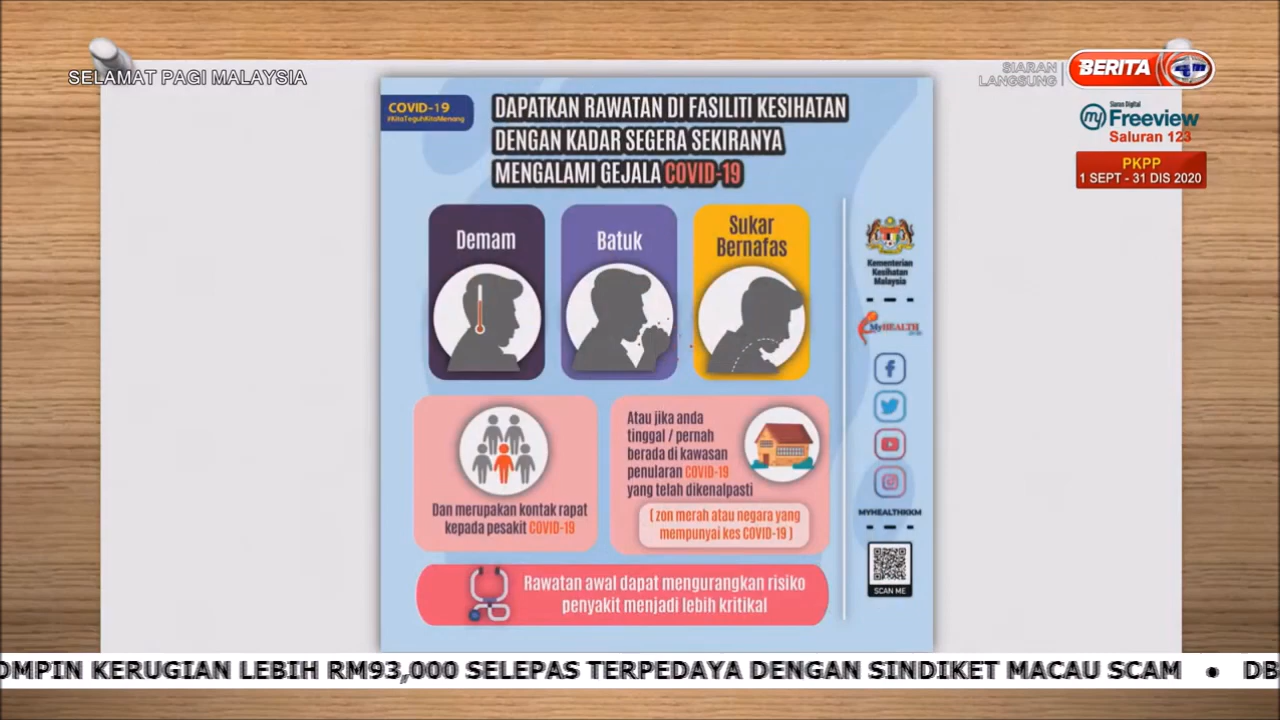 SELAMAT PAGI MALAYSIA
SIARAN
LANGSUNG
BERITA
Siaran Digital
my Freeview
Saluran 123
PKPP
1 SEPT - 31 DIS 2020
COVID-19
#KitaTeguhKitaMenang
DAPATKAN RAWATAN DI FASILITI KESIHATAN
DENGAN KADAR SEGERA SEKIRANYA
MENGALAMI GEJALA COVID-19
Demam
Batuk
Sukar
Bernafas
Dan merupakan kontak rapat
kepada pesakit COVID-19
Atau jika anda
tinggal / pernah
berada di kawasan
penularan COVID-19
yang telah dikenalpasti
( zon merah atau negara yang
mempunyai kes COVID-19 )
Rawatan awal dapat mengurangkan risiko
penyakit menjadi lebih kritikal
Kementerian
Kesihatan
Malaysia
MyHEALTH
MYHEALTHKKM
SCAN ME
OMPIN KERUGIAN LEBIH RM93,000 SELEPAS TERPEDAYA DENGAN SINDIKET MACAU SCAM • DB